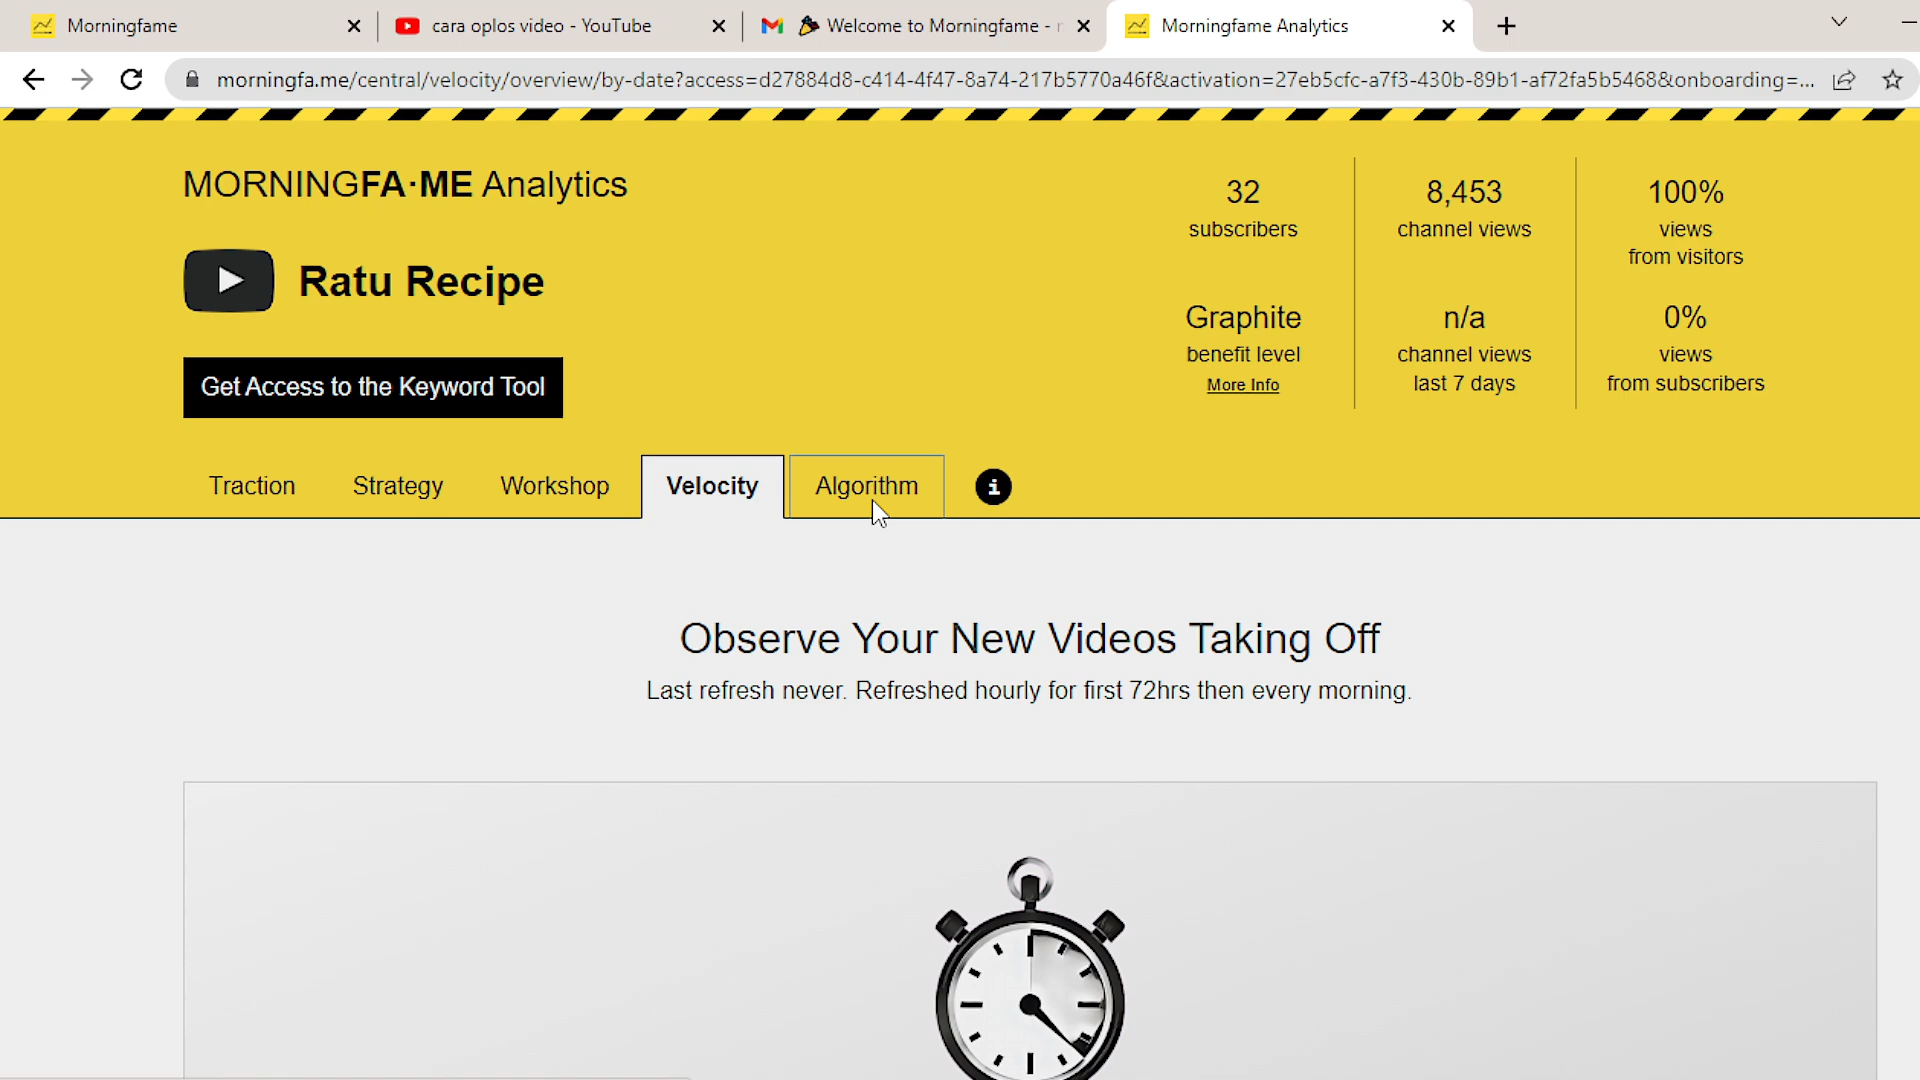 Morningfame
cara oplos video - YouTube
Welcome to Morningfame -
Morningfame Analytics
morningfa.me/central/velocity/overview/by-date?access=d27884d8-c414-4f47-8a74-217b5770a46f&activation=27eb5cfc-a7f3-430b-89b1-af72fa5b5468&onboarding=...
MORNINGFA·ME Analytics
Ratu Recipe
Get Access to the Keyword Tool
32
subscribers
8,453
channel views
100%
views
from visitors
Graphite
benefit level
More Info
n/a
channel views
last 7 days
0%
views
from subscribers
Traction
Strategy
Workshop
Velocity
Algorithm
i
Observe Your New Videos Taking Off
Last refresh never. Refreshed hourly for first 72hrs then every morning.